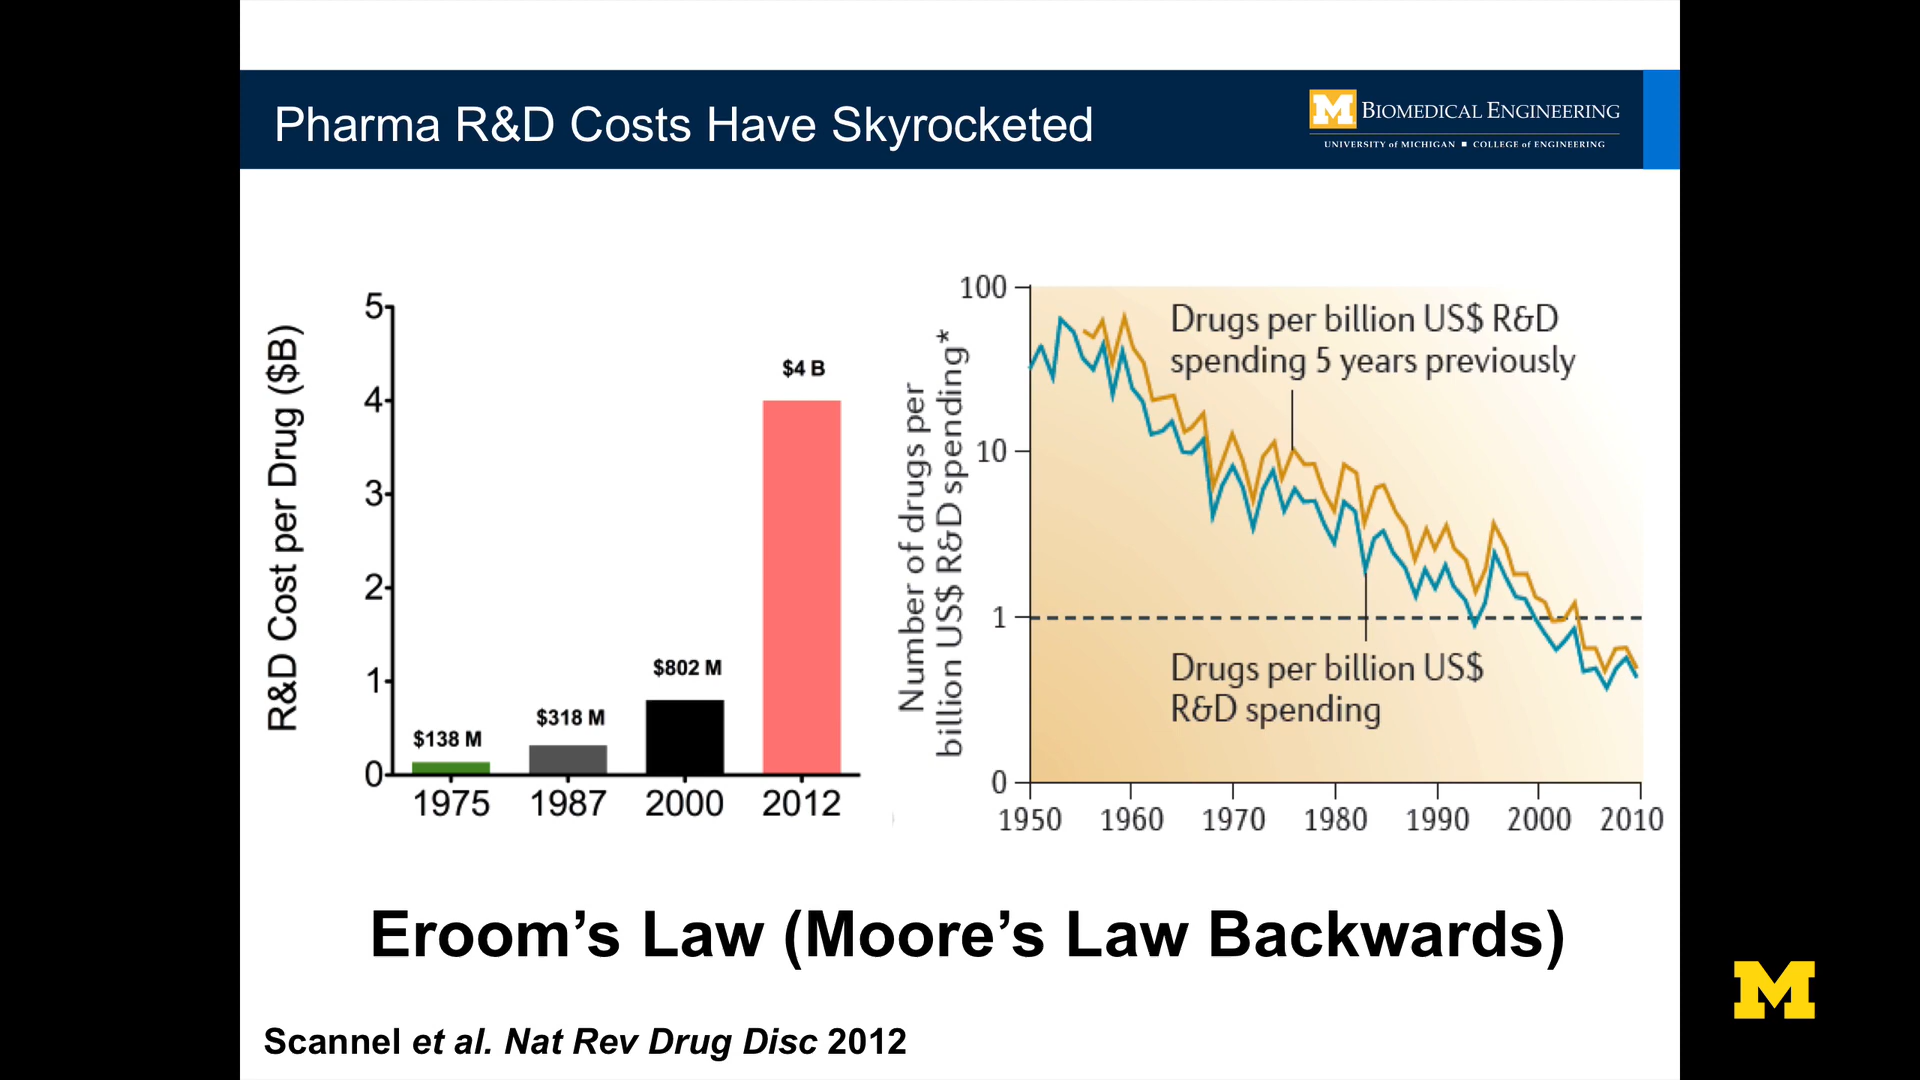 Pharma R&D Costs Have Skyrocketed
M BIOMEDICAL ENGINEERING
UNIVERSITY of MICHIGAN ■ COLLEGE of ENGINEERING
R&D Cost per Drug ($B)
5
4
3
2
1
0
$138 M
$318 M
$802 M
$4 B
1975 1987 2000 2012
Number of drugs per
billion US$ R&D spending*
100
10
1
0
Drugs per billion US$ R&D
spending 5 years previously
Drugs per billion US$
R&D spending
1950 1960 1970 1980 1990 2000 2010
Eroom’s Law (Moore’s Law Backwards)
Scannel et al. Nat Rev Drug Disc 2012
M